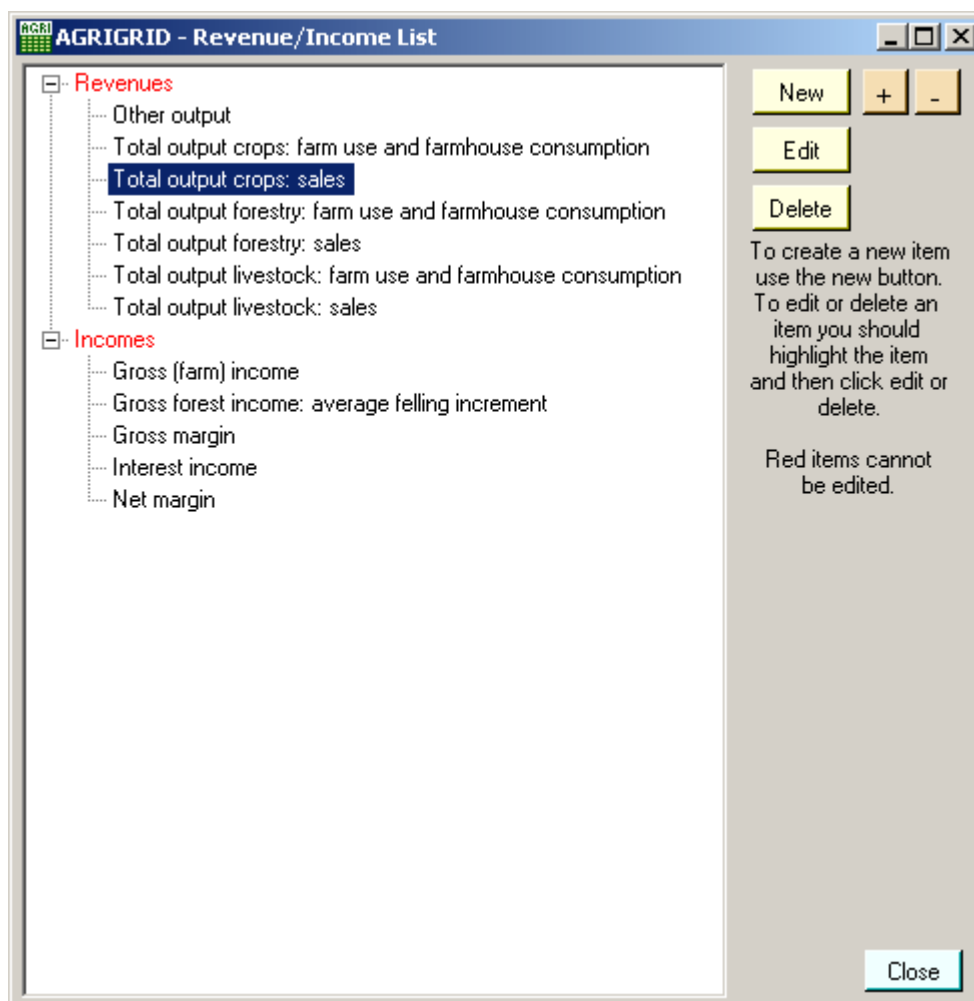 AGRI
AGRIGRID - Revenue/Income List
Revenues
Other output
Total output crops: farm use and farmhouse consumption
Total output crops: sales
Total output forestry: farm use and farmhouse consumption
Total output forestry: sales
Total output livestock: farm use and farmhouse consumption
Total output livestock: sales
Incomes
Gross (farm) income
Gross forest income: average felling increment
Gross margin
Interest income
Net margin
New
+
-
Edit
Delete
To create a new item
use the new button.
To edit or delete an
item you should
highlight the item
and then click edit or
delete.
Red items cannot
be edited.
Close